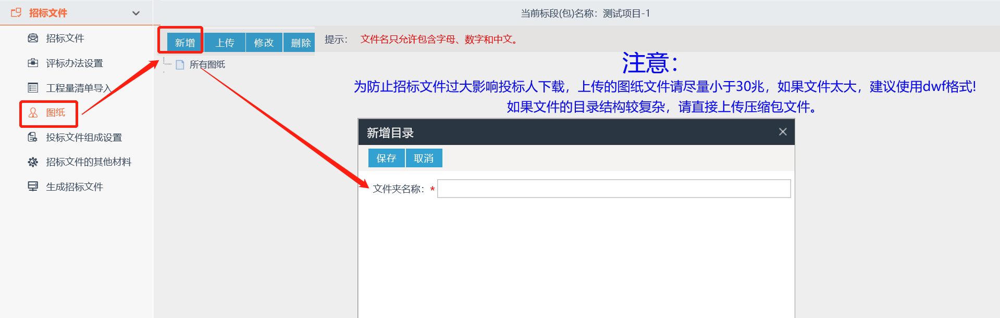 招标文件
当前标段(包)名称：测试项目-1
招标文件
评标办法设置
工程量清单导入
图纸
投标文件组成设置
招标文件的其他材料
生成招标文件
新增 上传 修改 删除 提示： 文件名只允许包含字母、数字和中文。
所有图纸
注意：
为防止招标文件过大影响投标人下载，上传的图纸文件请尽量小于30兆，如果文件太大，建议使用dwf格式!
如果文件的目录结构较复杂，请直接上传压缩包文件。
新增目录
保存 取消
文件夹名称：*